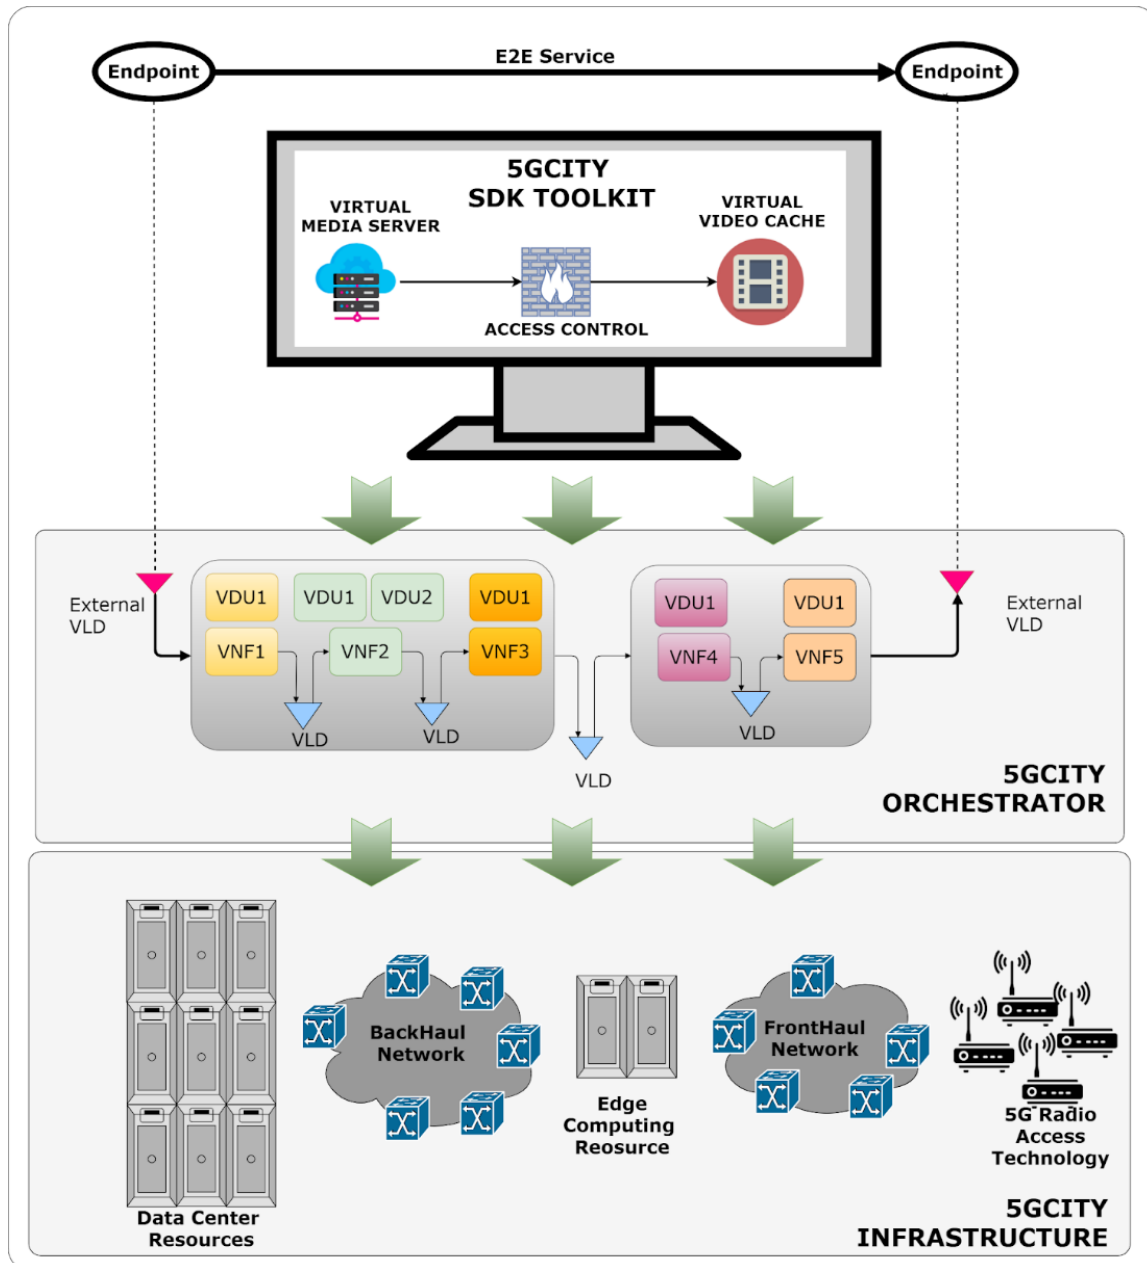 E2E Service
Endpoint
Endpoint
5GCITY
SDK TOOLKIT
VIRTUAL
MEDIA SERVER
VIRTUAL
VIDEO CACHE
ACCESS CONTROL
External
VLD
VDU1
VDU1
VDU2
VDU1
VNF1
VNF2
VNF3
VLD
VLD
VLD
VDU1
VDU1
VNF4
VNF5
VLD
External
VLD
5GCITY
ORCHESTRATOR
BackHaul
Network
FrontHaul
Network
Edge
Computing
Reosurce
5G Radio
Access
Technology
Data Center
Resources
5GCITY
INFRASTRUCTURE